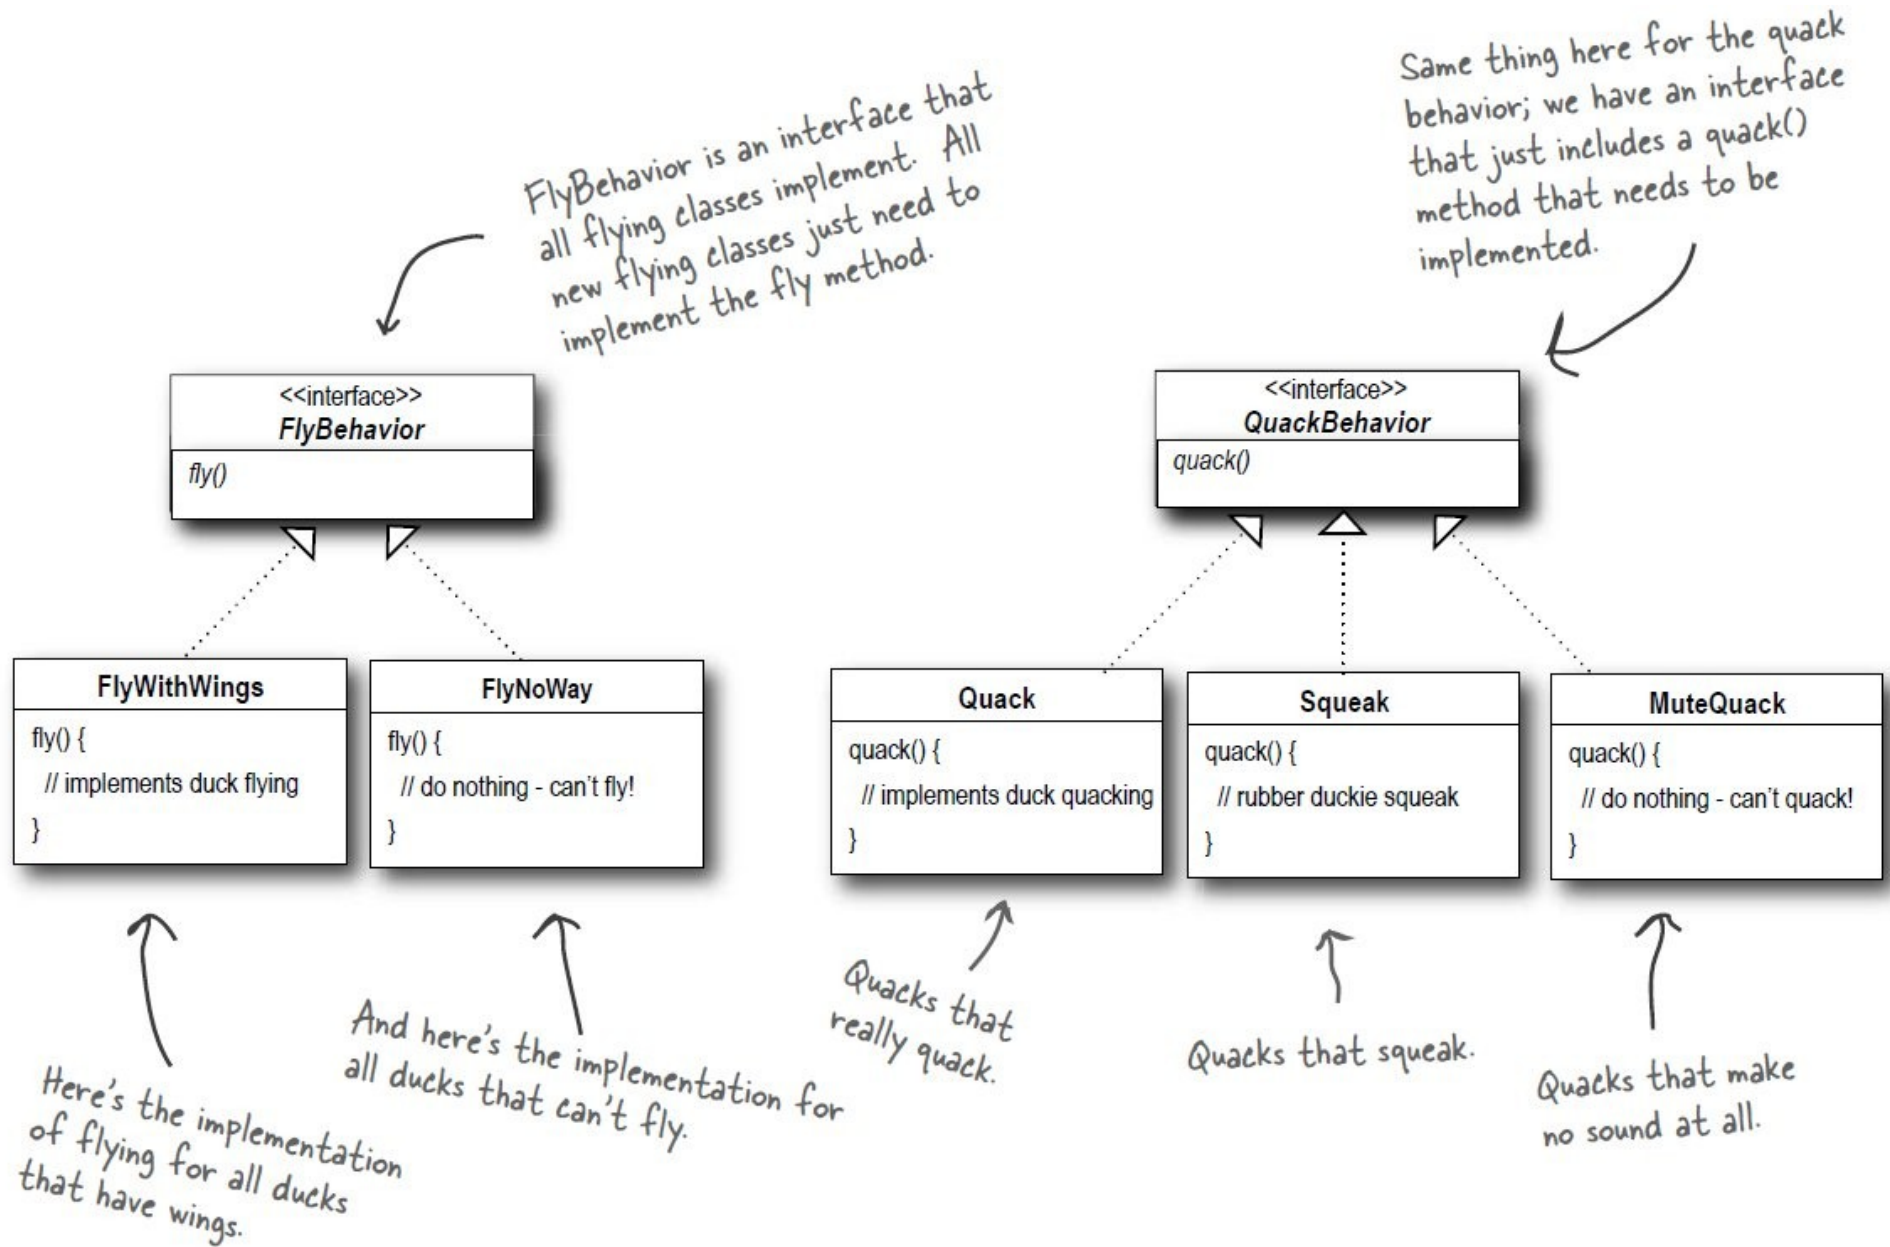 FlyBehavior is an interface that
all flying classes implement. All
new flying classes just need to
implement the fly method.
Same thing here for the quack
behavior; we have an interface
that just includes a quack()
method that needs to be
implemented.
<<interface>>
FlyBehavior
fly()
<<interface>>
QuackBehavior
quack()
FlyWithWings
fly() {
// implements duck flying
}
FlyNoWay
fly() {
// do nothing - can't fly!
}
Quack
quack() {
// implements duck quacking
}
Squeak
quack() {
// rubber duckie squeak
}
MuteQuack
quack() {
// do nothing - can't quack!
}
Here's the implementation
of flying for all ducks
that have wings.
And here's the implementation for
all ducks that can't fly.
Quacks that
really quack.
Quacks that squeak.
Quacks that make
no sound at all.